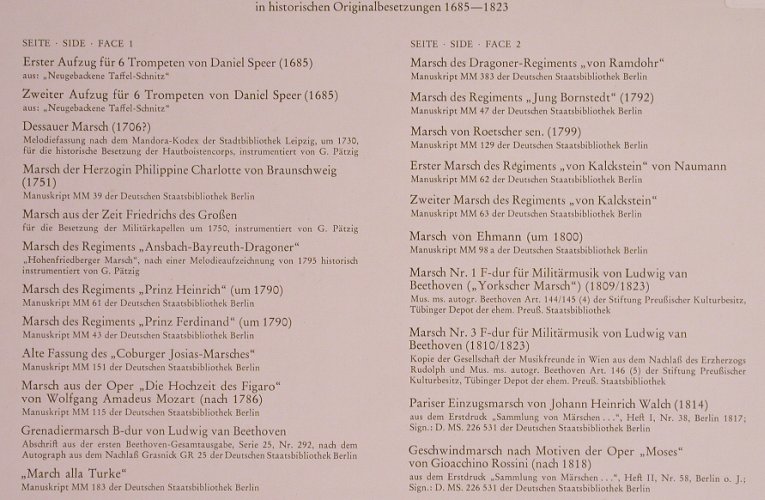 in historischen Originalbesetzungen 1685—1823
SEITE · SIDE · FACE 1
Erster Aufzug für 6 Trompeten von Daniel Speer (1685)
aus: „Neugebackene Taffel-Schnitz“
Zweiter Aufzug für 6 Trompeten von Daniel Speer (1685)
aus: „Neugebackene Taffel-Schnitz“
Dessauer Marsch (1706?)
Melodiefassung nach dem Mandora-Kodex der Stadtbibliothek Leipzig, um 1730,
für die historische Besetzung der Hautboistencorps, instrumentiert von G. Pätzig
Marsch der Herzogin Philippine Charlotte von Braunschweig
(1751)
Manuskript MM 39 der Deutschen Staatsbibliothek Berlin
Marsch aus der Zeit Friedrichs des Großen
für die Besetzung der Militärkapellen um 1750, instrumentiert von G. Pätzig
Marsch des Regiments „Ansbach-Bayreuth-Dragoner“
„Hohenfriedberger Marsch“, nach einer Melodieaufzeichnung von 1795 historisch
instrumentiert von G. Pätzig
Marsch des Regiments „Prinz Heinrich“ (um 1790)
Manuskript MM 61 der Deutschen Staatsbibliothek Berlin
Marsch des Regiments „Prinz Ferdinand“ (um 1790)
Manuskript MM 43 der Deutschen Staatsbibliothek Berlin
Alte Fassung des „Coburger Josias-Marsches“
Manuskript MM 151 der Deutschen Staatsbibliothek Berlin
Marsch aus der Oper „Die Hochzeit des Figaro“
von Wolfgang Amadeus Mozart (nach 1786)
Manuskript MM 115 der Deutschen Staatsbibliothek Berlin
Grenadiermarsch B-dur von Ludwig van Beethoven
Abschrift aus der ersten Beethoven-Gesamtausgabe, Serie 25, Nr. 292, nach dem
Autograph aus dem Nachlaß Grasnick GR 25 der Deutschen Staatsbibliothek Berlin
„March alla Turke“
Manuskript MM 183 der Deutschen Staatsbibliothek Berlin
SEITE · SIDE · FACE 2
Marsch des Dragoner-Regiments „von Ramdohr“
Manuskript MM 383 der Deutschen Staatsbibliothek Berlin
Marsch des Regiments „Jung Bornstedt“ (1792)
Manuskript MM 47 der Deutschen Staatsbibliothek Berlin
Marsch von Roetscher sen. (1799)
Manuskript MM 129 der Deutschen Staatsbibliothek Berlin
Erster Marsch des Regiments „von Kalckstein“ von Naumann
Manuskript MM 62 der Deutschen Staatsbibliothek Berlin
Zweiter Marsch des Regiments „von Kalckstein“
Manuskript MM 63 der Deutschen Staatsbibliothek Berlin
Marsch von Ehmann (um 1800)
Manuskript MM 98 a der Deutschen Staatsbibliothek Berlin
Marsch Nr. 1 F-dur für Militärmusik von Ludwig van
Beethoven („Yorkscher Marsch“) (1809/1823)
Mus. ms. autogr. Beethoven Art. 144/145 (4) der Stiftung Preußischer Kulturbesitz,
Tübinger Depot der ehem. Preuß. Staatsbibliothek
Marsch Nr. 3 F-dur für Militärmusik von Ludwig van
Beethoven (1810/1823)
Kopie der Gesellschaft der Musikfreunde in Wien aus dem Nachlaß des Erzherzogs
Rudolph und Mus. ms. autogr. Beethoven Art. 146 (5) der Stiftung Preußischer
Kulturbesitz, Tübinger Depot der ehem. Preuß. Staatsbibliothek
Pariser Einzugsmarsch von Johann Heinrich Walch (1814)
aus dem Erstdruck „Sammlung von Märschen . . .“, Heft I, Nr. 38, Berlin 1817;
Sign.: D. MS. 226 531 der Deutschen Staatsbibliothek Berlin
Geschwindmarsch nach Motiven der Oper „Moses“
von Gioacchino Rossini (nach 1818)
aus dem Erstdruck „Sammlung von Märschen . . .“, Heft II, Nr. 58, Berlin o. J.;
Sign.: D. MS. 226 531 der Deutschen Staatsbibliothek Berlin